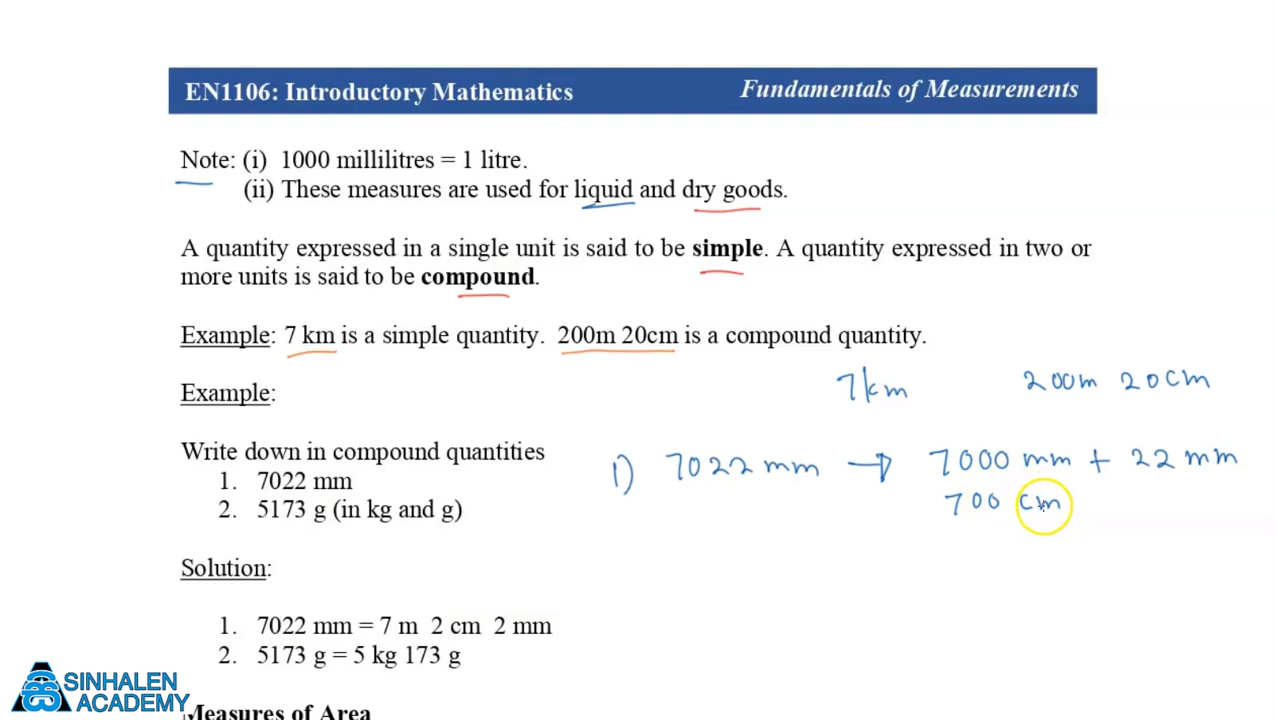 EN1106: Introductory Mathematics Fundamentals of Measurements
Note: (i) 1000 millilitres = 1 litre.
(ii) These measures are used for liquid and dry goods.
A quantity expressed in a single unit is said to be simple. A quantity expressed in two or
more units is said to be compound.
Example: 7 km is a simple quantity. 200m 20cm is a compound quantity.
7km 200m 20cm
Example:
Write down in compound quantities
1. 7022 mm
2. 5173 g (in kg and g)
1) 7022 mm → 7000 mm + 22 mm
700 cm
Solution:
1. 7022 mm = 7 m 2 cm 2 mm
2. 5173 g = 5 kg 173 g
SINHALEN
ACADEMY
Measures of Area